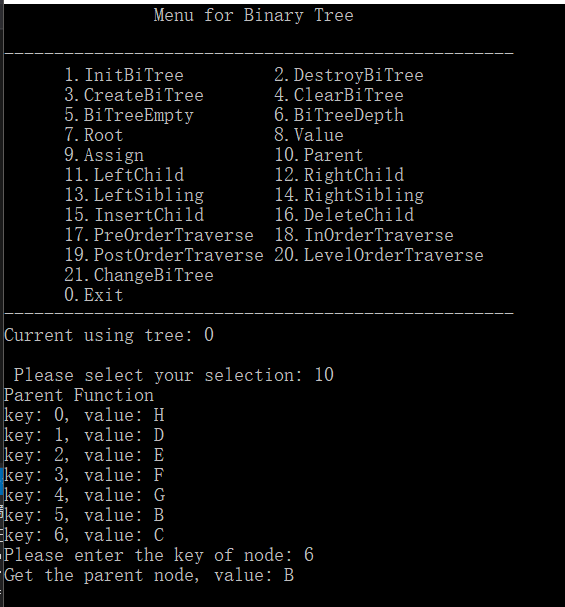 Menu for Binary Tree
---------------------------------------------------
1. InitBiTree 2. DestroyBiTree
3. CreateBiTree 4. ClearBiTree
5. BiTreeEmpty 6. BiTreeDepth
7. Root 8. Value
9. Assign 10. Parent
11. LeftChild 12. RightChild
13. LeftSibling 14. RightSibling
15. InsertChild 16. DeleteChild
17. PreOrderTraverse 18. InOrderTraverse
19. PostOrderTraverse 20. LevelOrderTraverse
21. ChangeBiTree
0. Exit
---------------------------------------------------
Current using tree: 0
Please select your selection: 10
Parent Function
key: 0, value: H
key: 1, value: D
key: 2, value: E
key: 3, value: F
key: 4, value: G
key: 5, value: B
key: 6, value: C
Please enter the key of node: 6
Get the parent node, value: B